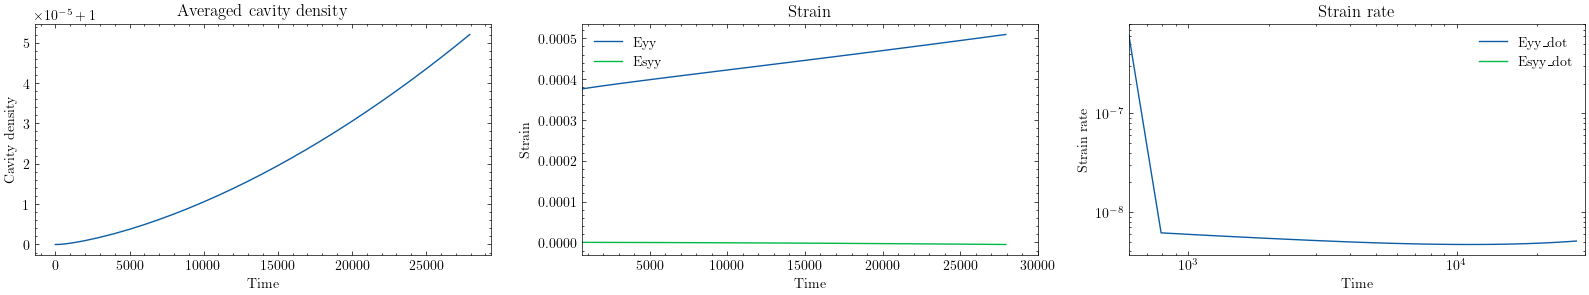 Averaged cavity density
×10⁻⁵+1
5
4
3
2
1
0
Cavity density
0 5000 10000 15000 20000 25000
Time
Strain
Eyy
Esyy
0.0005
0.0004
0.0003
0.0002
0.0001
0.0000
Strain
5000 10000 15000 20000 25000 30000
Time
Strain rate
Eyy_dot
Esyy_dot
10⁻⁷
10⁻⁸
Strain rate
10³ 10⁴
Time